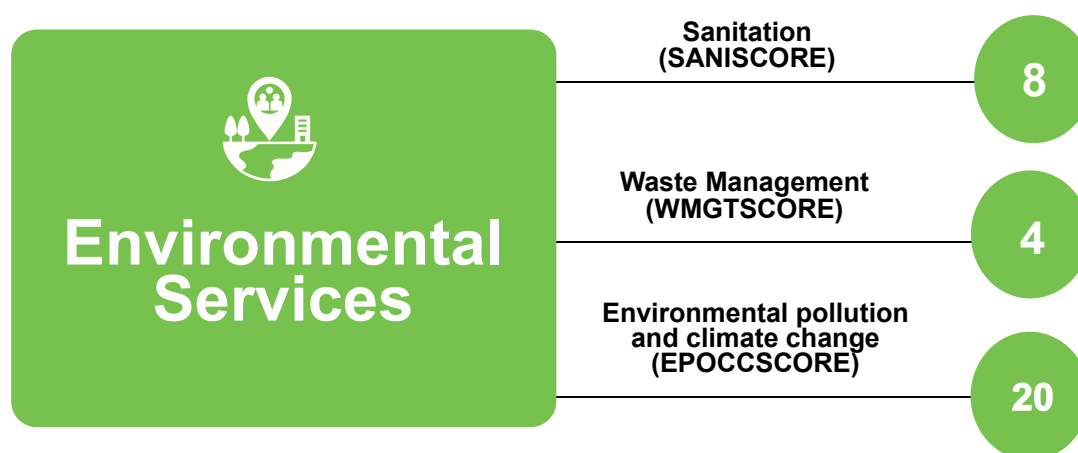 Environmental
Services
Sanitation
(SANISCORE)
8
Waste Management
(WMGTSCORE)
4
Environmental pollution
and climate change
(EPOCCSCORE)
20